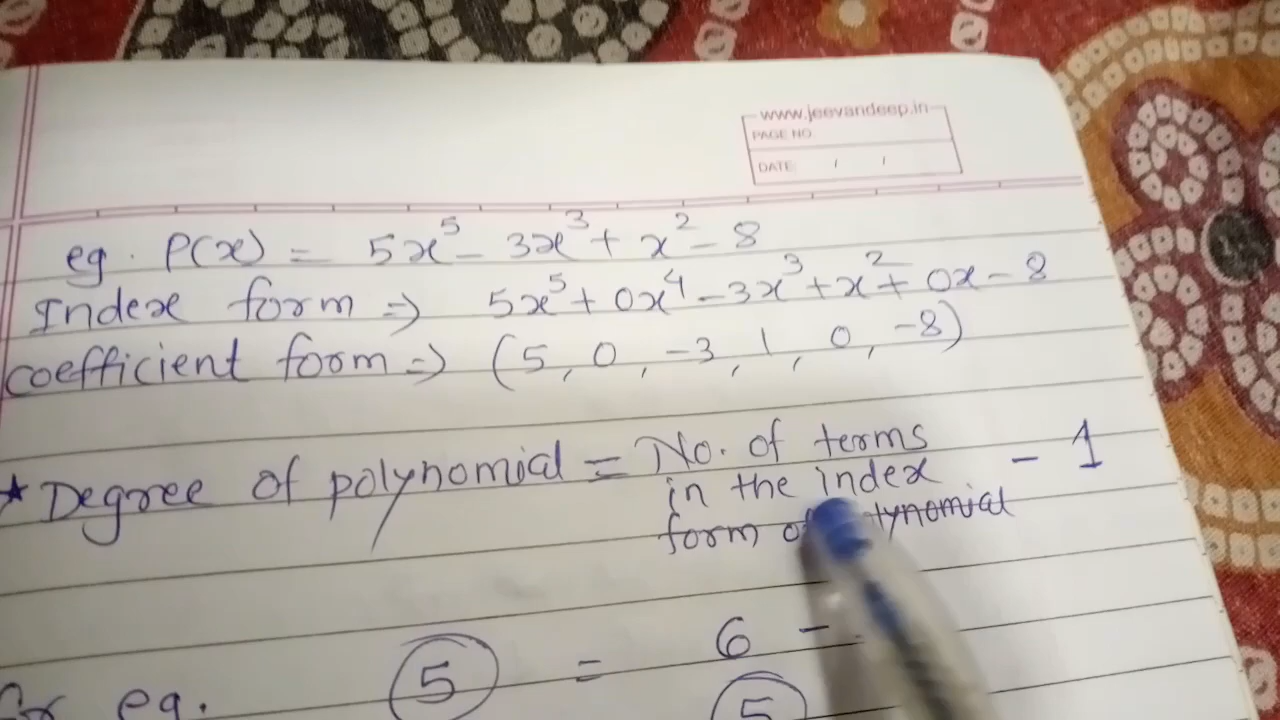 www.jeevandeep.in
PAGE NO
DATE / /
eg. P(x) = 5x⁵ - 3x³ + x² - 8
Index form ⇒ 5x⁵ + 0x⁴ - 3x³ + x² + 0x - 8
coefficient form ⇒ (5, 0, -3, 1, 0, -8)
★ Degree of polynomial = No. of terms - 1
in the index
form of
eg. 5 = 6 -
5